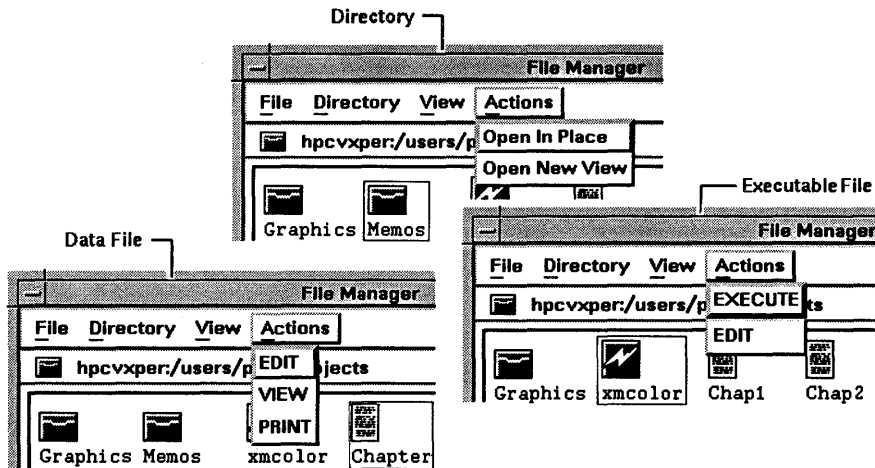 Directory
File Manager
File Directory View Actions
hpcvxper:/users/p
Open In Place
Open New View
Graphics Memos
Executable File
File Manager
File Directory View Actions
hpcvxper:/users/p ts
EXECUTE
EDIT
Graphics xmcolor Chap1 Chap2
Data File
File Manager
File Directory View Actions
hpcvxper:/users/p jects
EDIT
VIEW
PRINT
Graphics Memos xmcolor Chapter